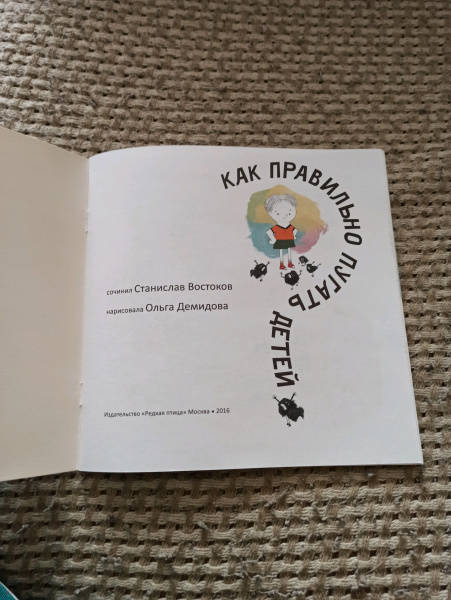 КАК ПРАВИЛЬНО ПУГАТЬ
ДЕТЕЙ
сочинил Станислав Востоков
нарисовала Ольга Демидова
Издательство «Редкая птица» Москва • 2016